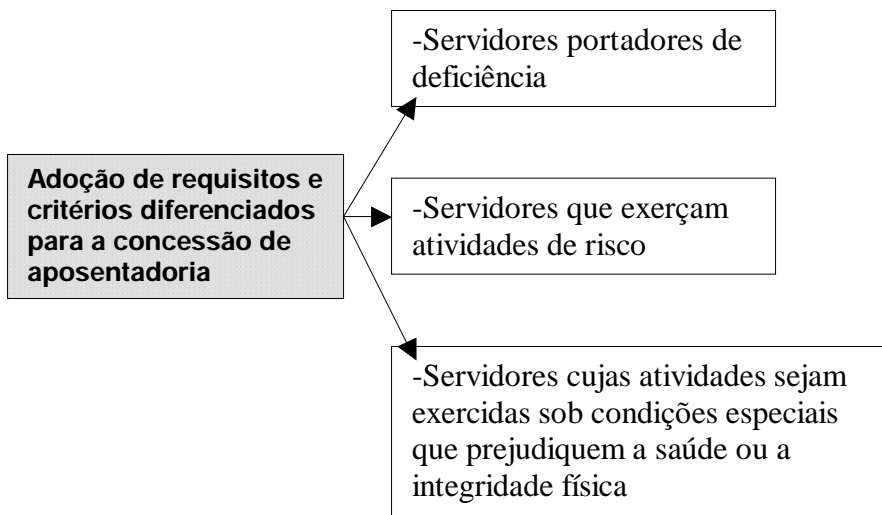 -Servidores portadores de
deficiência
Adoção de requisitos e
critérios diferenciados
para a concessão de
aposentadoria
-Servidores que exerçam
atividades de risco
-Servidores cujas atividades sejam
exercidas sob condições especiais
que prejudiquem a saúde ou a
integridade física